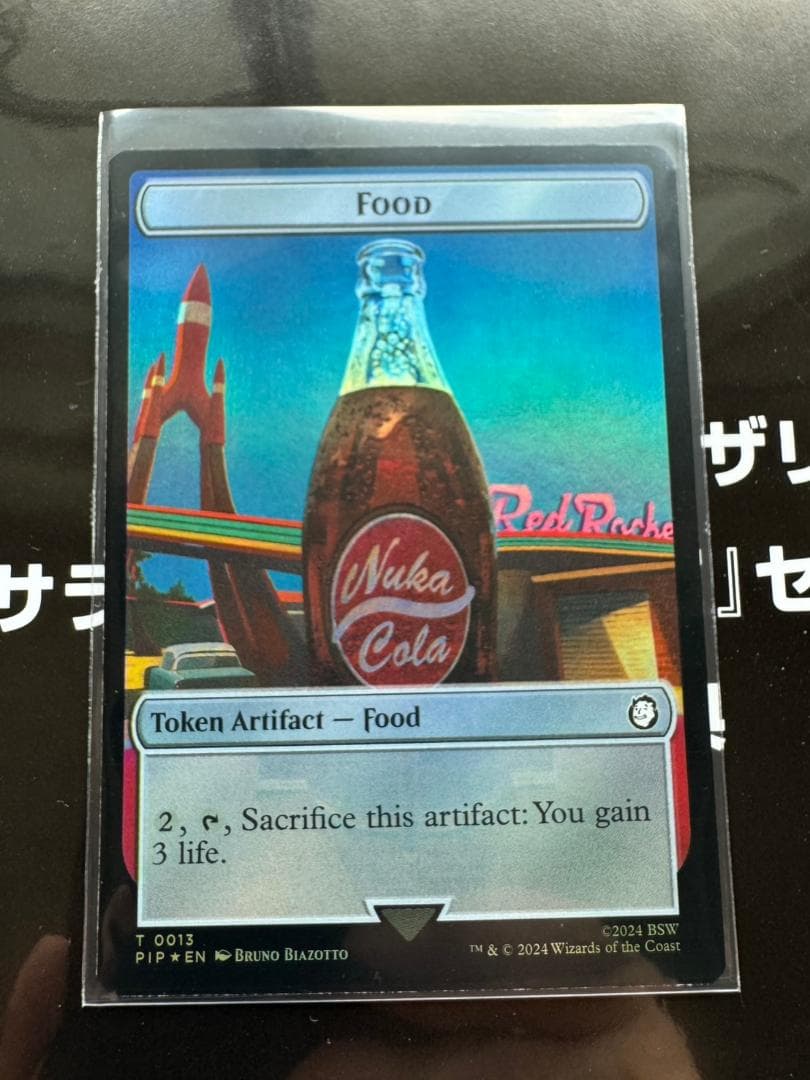 FOOD
Red Rocke
Nuka
Cola
ザリ
サラ
』セ
Token Artifact — Food
2, , Sacrifice this artifact: You gain
3 life.
T 0013
PIP★EN BRUNO BIAZOTTO
©2024 BSW
™ & © 2024 Wizards of the Coast